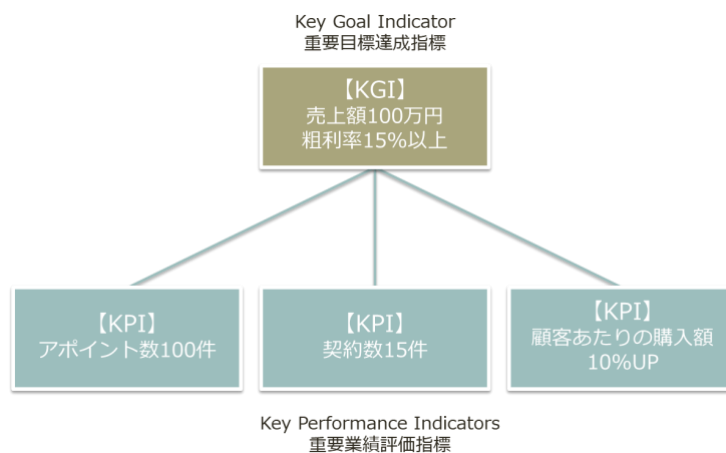 Key Goal Indicator
重要目標達成指標
【KGI】
売上額100万円
粗利率15%以上
【KPI】
アポイント数100件
【KPI】
契約数15件
【KPI】
顧客あたりの購入額
10%UP
Key Performance Indicators
重要業績評価指標